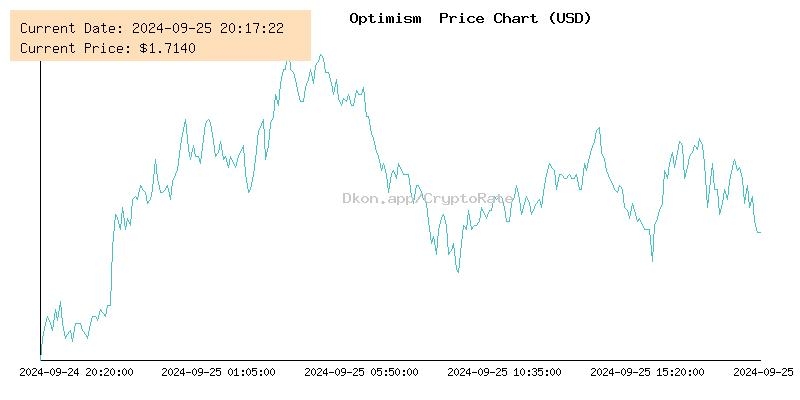 Optimism  Price Chart (USD)
Current Date: 2024-09-25 20:17:22
Current Price: $1.7140
Dkon.app/CryptoRate
2024-09-24 20:20:00 2024-09-25 01:05:00 2024-09-25 05:50:00 2024-09-25 10:35:00 2024-09-25 15:20:00 2024-09-25